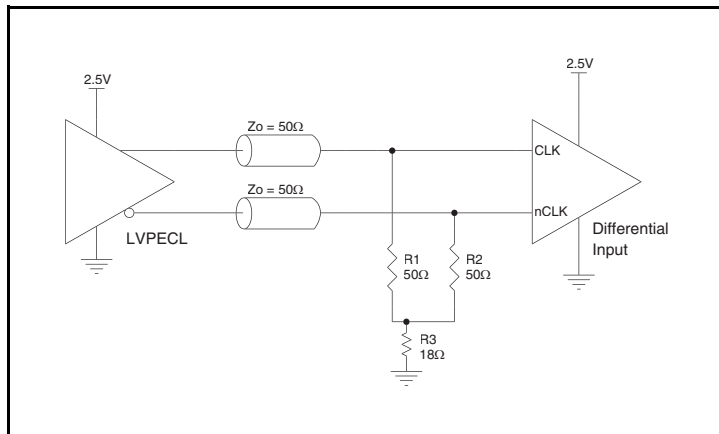 2.5V
2.5V
Zo = 50Ω
CLK
Zo = 50Ω
nCLK
LVPECL
Differential
Input
R1
50Ω
R2
50Ω
R3
18Ω